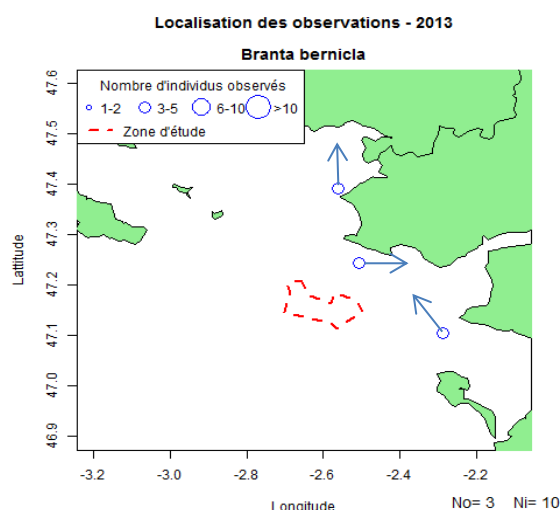 Localisation des observations - 2013
Branta bernicla
Nombre d'individus observés
1-2 3-5 6-10 >10
Zone d'étude
Lattitude
47.6
47.5
47.4
47.3
47.2
47.1
47.0
46.9
-3.2 -3.0 -2.8 -2.6 -2.4 -2.2
Longitude
No= 3 Ni= 10